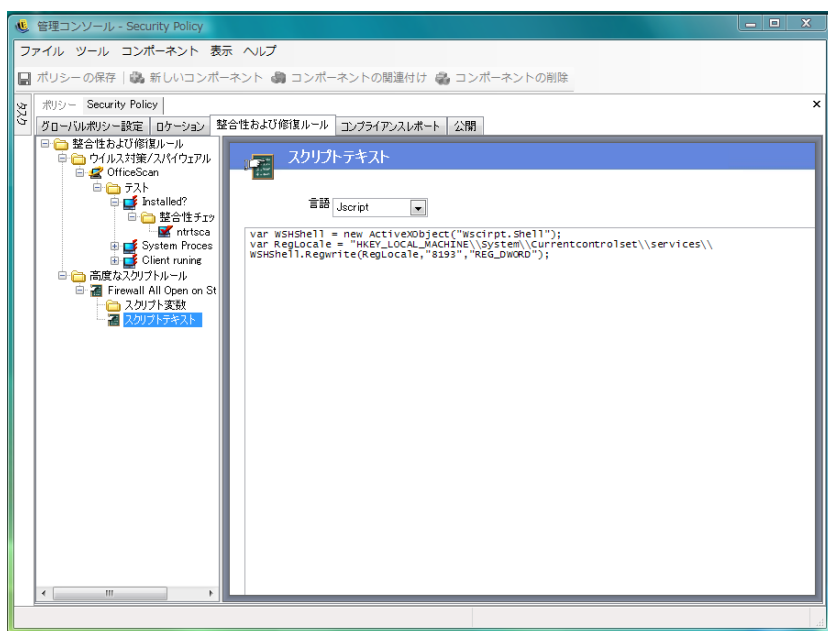 管理コンソール - Security Policy
ファイル ツール コンポーネント 表示 ヘルプ
ポリシーの保存 新しいコンポーネント コンポーネントの関連付け コンポーネントの削除
タスク
ポリシー Security Policy
グローバルポリシー設定 ロケーション 整合性および修復ルール コンプライアンスレポート 公開
整合性および修復ルール
ウイルス対策/スパイウェアル
OfficeScan
テスト
Installed?
整合性チェッ
ntrtsca
System Proces
Client runing
高度なスクリプトルール
Firewall All Open on St
スクリプト変数
スクリプトテキスト
スクリプトテキスト
言語 Jscript
var WSHShell = new ActiveXObject("Wscirpt.Shell");
var RegLocale = "HKEY_LOCAL_MACHINE\\System\\Currentcontrolset\\services\\
WSHShell.Regwrite(RegLocale,"8193","REG_DWORD");